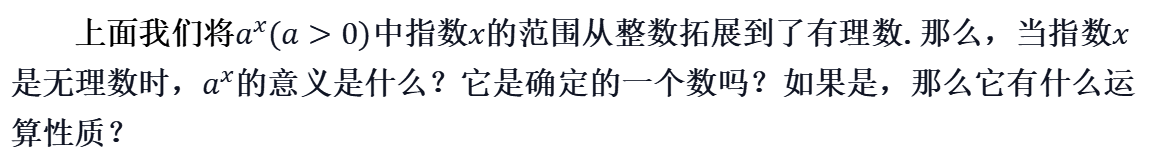 上面我们将aˣ(a > 0)中指数x的范围从整数拓展到了有理数. 那么，当指数x
是无理数时，aˣ的意义是什么？它是确定的一个数吗？如果是，那么它有什么运
算性质？